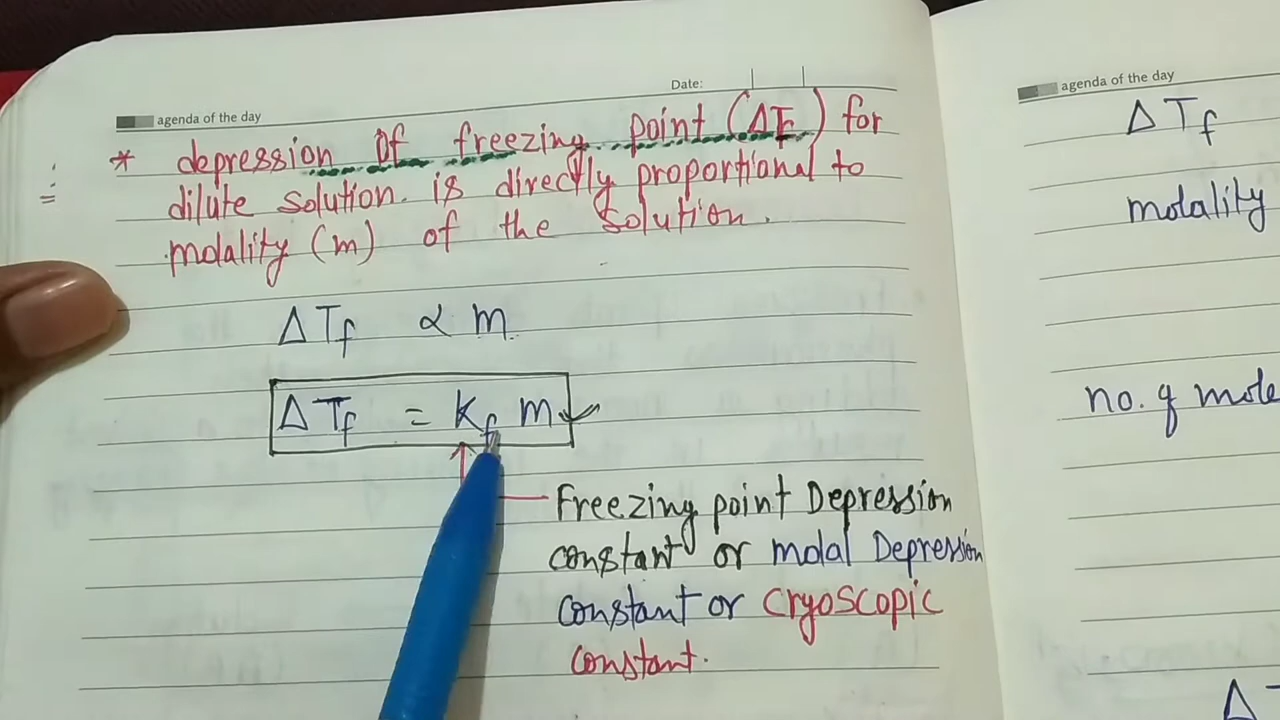 agenda of the day
Date:
* depression of freezing point (ΔTf) for
dilute solution. is directly proportional to
molality (m) of the solution.
ΔTf ∝ m
ΔTf = Kf m
Freezing point Depression
constant or molal Depression
constant or Cryoscopic
constant.
agenda of the day
ΔTf
molality
no. of mole
Δ